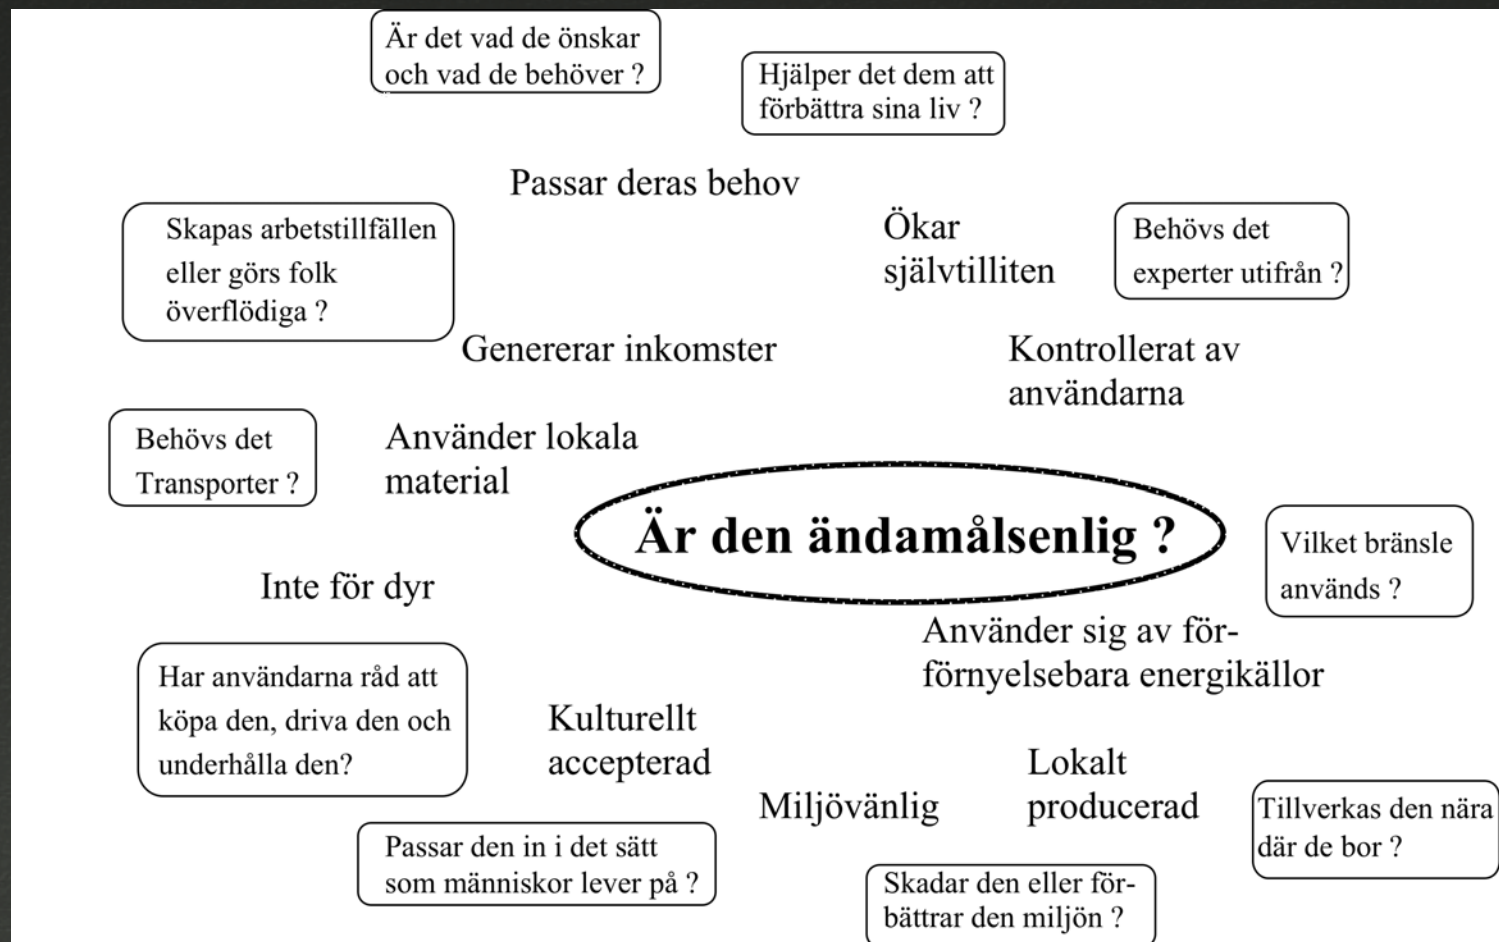 Är det vad de önskar
och vad de behöver ?
Hjälper det dem att
förbättra sina liv ?
Passar deras behov
Skapas arbetstillfällen
eller görs folk
överflödiga ?
Ökar
självtilliten
Behövs det
experter utifrån ?
Genererar inkomster
Kontrollerat av
användarna
Behövs det
Transporter ?
Använder lokala
material
Är den ändamålsenlig ?
Vilket bränsle
används ?
Inte för dyr
Använder sig av för-
förnyelsebara energikällor
Har användarna råd att
köpa den, driva den och
underhålla den?
Kulturellt
accepterad
Miljövänlig
Lokalt
producerad
Tillverkas den nära
där de bor ?
Passar den in i det sätt
som människor lever på ?
Skadar den eller för-
bättrar den miljön ?